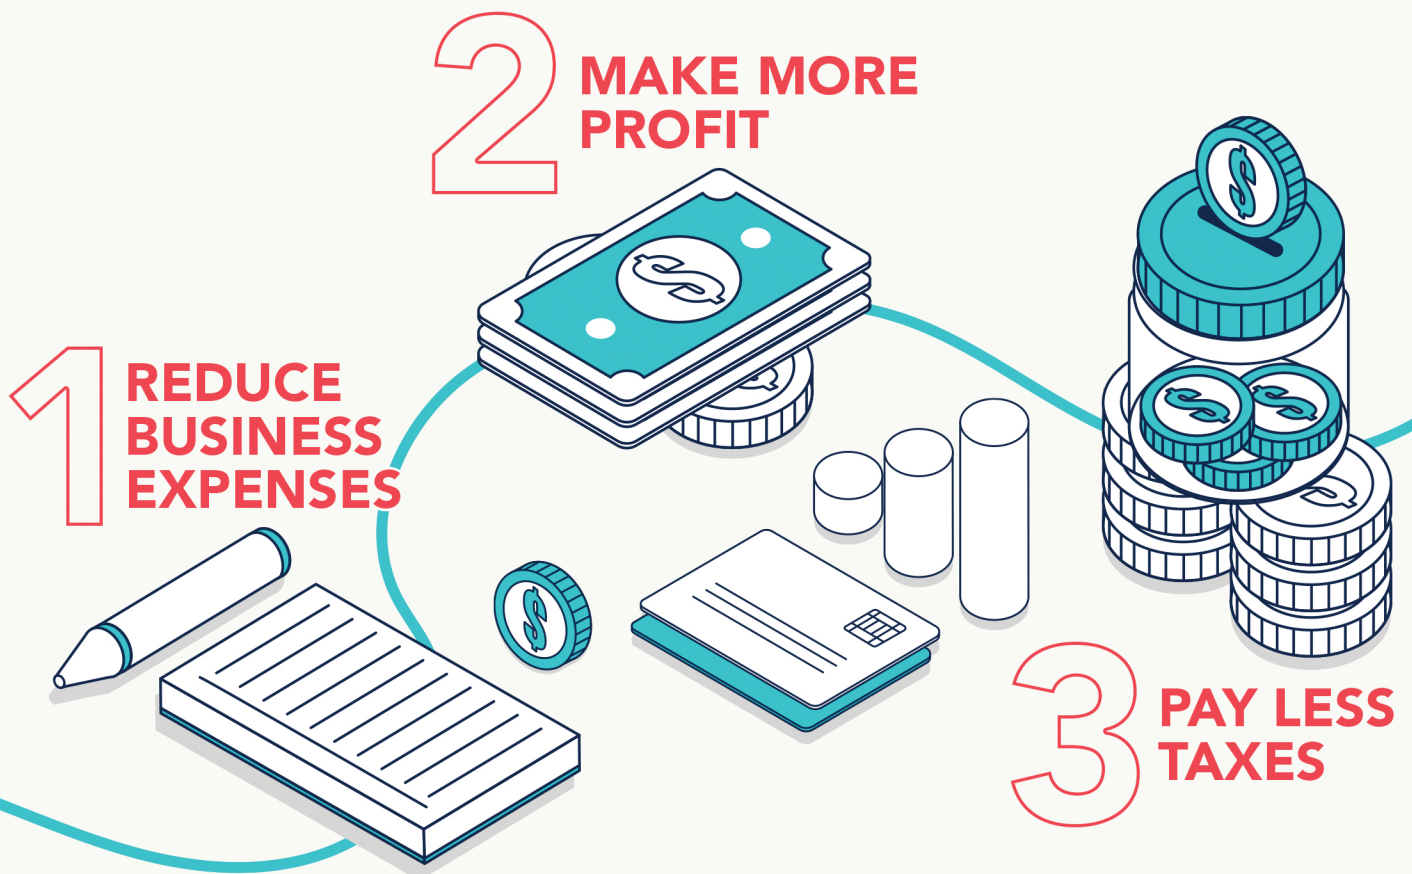 1
REDUCE
BUSINESS
EXPENSES
2
MAKE MORE
PROFIT
3
PAY LESS
TAXES